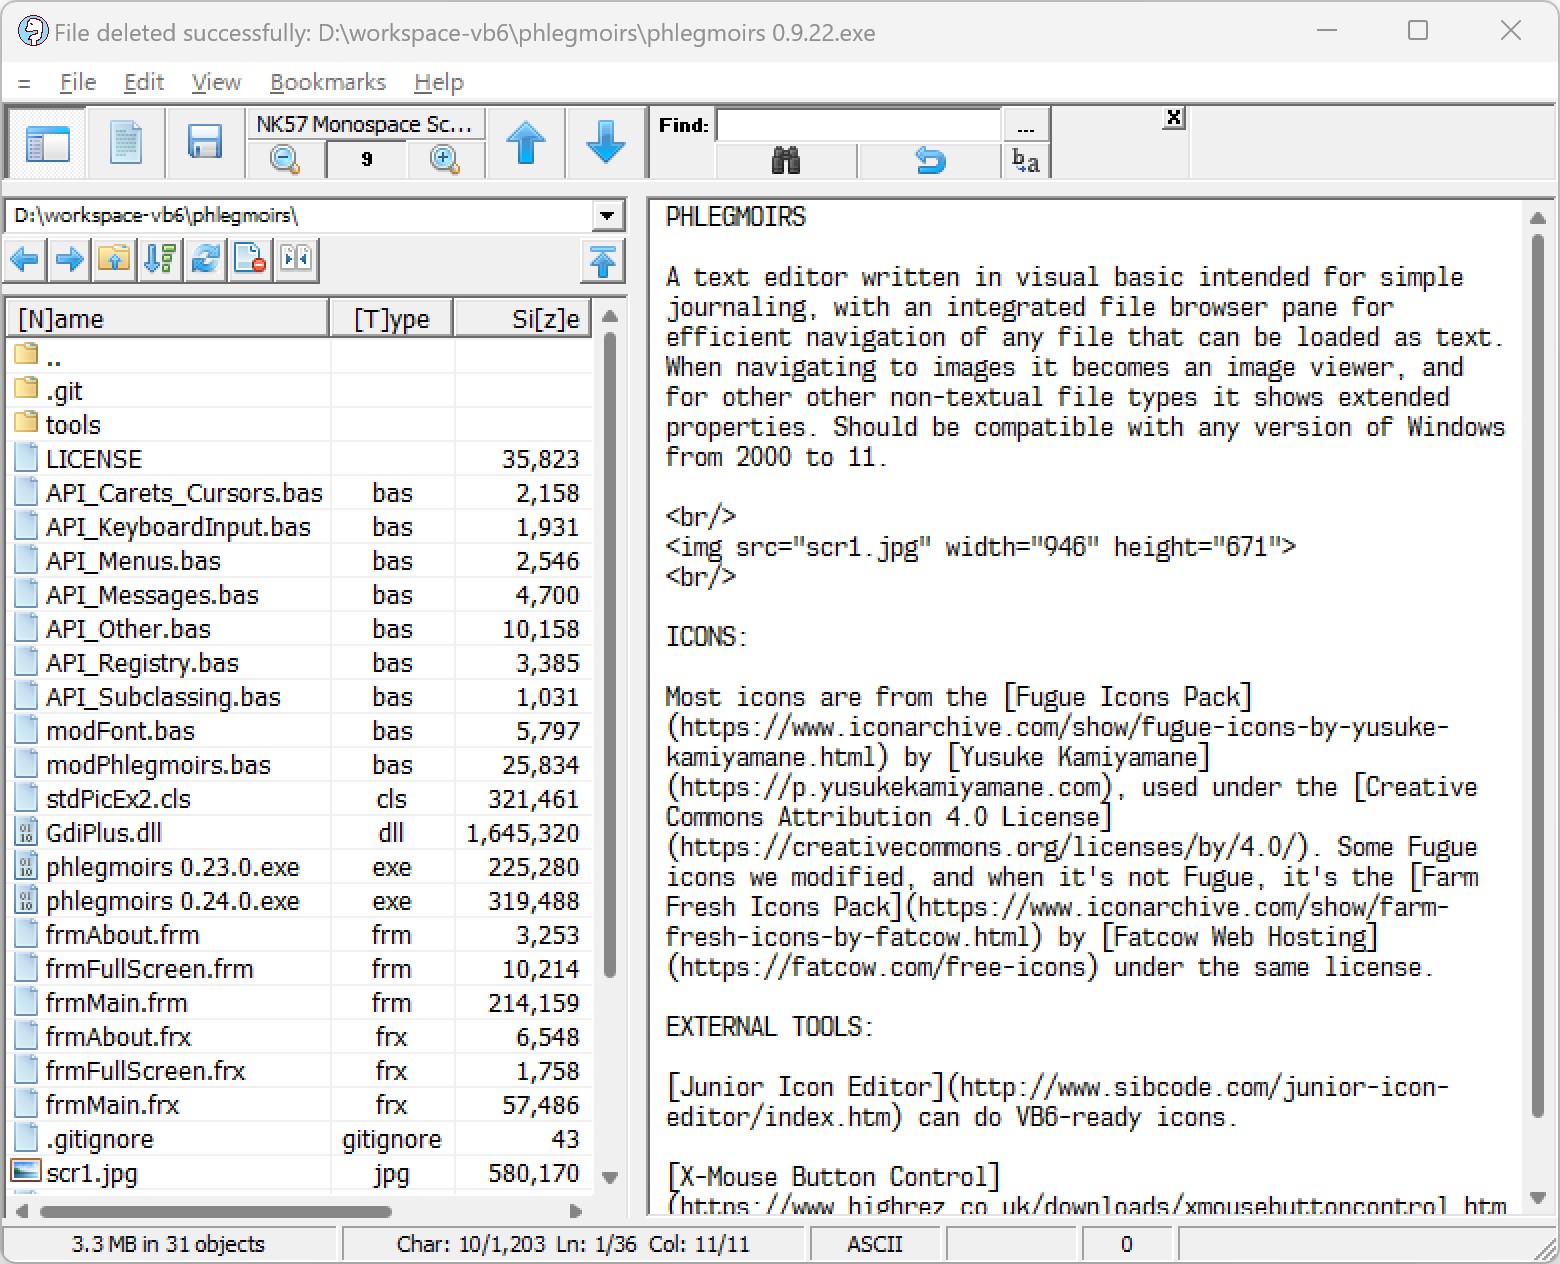 File deleted successfully: D:\workspace-vb6\phlegmoirs\phlegmoirs 0.9.22.exe
= File Edit View Bookmarks Help
NK57 Monospace Sc...
9
Find:
...
b a
x
D:\workspace-vb6\phlegmoirs\
[N]ame [T]ype Si[z]e
..
.git
tools
LICENSE 35,823
API_Carets_Cursors.bas bas 2,158
API_KeyboardInput.bas bas 1,931
API_Menus.bas bas 2,546
API_Messages.bas bas 4,700
API_Other.bas bas 10,158
API_Registry.bas bas 3,385
API_Subclassing.bas bas 1,031
modFont.bas bas 5,797
modPhlegmoirs.bas bas 25,834
stdPicEx2.cls cls 321,461
GdiPlus.dll dll 1,645,320
phlegmoirs 0.23.0.exe exe 225,280
phlegmoirs 0.24.0.exe exe 319,488
frmAbout.frm frm 3,253
frmFullScreen.frm frm 10,214
frmMain.frm frm 214,159
frmAbout.frx frx 6,548
frmFullScreen.frx frx 1,758
frmMain.frx frx 57,486
.gitignore gitignore 43
scr1.jpg jpg 580,170
PHLEGMOIRS
A text editor written in visual basic intended for simple
journaling, with an integrated file browser pane for
efficient navigation of any file that can be loaded as text.
When navigating to images it becomes an image viewer, and
for other other non-textual file types it shows extended
properties. Should be compatible with any version of Windows
from 2000 to 11.
<br/>
<img src="scr1.jpg" width="946" height="671">
<br/>
ICONS:
Most icons are from the [Fugue Icons Pack]
(https://www.iconarchive.com/show/fugue-icons-by-yusuke-
kamiyamane.html) by [Yusuke Kamiyamane]
(https://p.yusukekamiyamane.com), used under the [Creative
Commons Attribution 4.0 License]
(https://creativecommons.org/licenses/by/4.0/). Some Fugue
icons we modified, and when it's not Fugue, it's the [Farm
Fresh Icons Pack](https://www.iconarchive.com/show/farm-
fresh-icons-by-fatcow.html) by [Fatcow Web Hosting]
(https://fatcow.com/free-icons) under the same license.
EXTERNAL TOOLS:
[Junior Icon Editor](http://www.sibcode.com/junior-icon-
editor/index.htm) can do VB6-ready icons.
[X-Mouse Button Control]
(https://www.highrez.co.uk/downloads/xmousebuttoncontrol.htm
3.3 MB in 31 objects
Char: 10/1,203 Ln: 1/36 Col: 11/11
ASCII
0